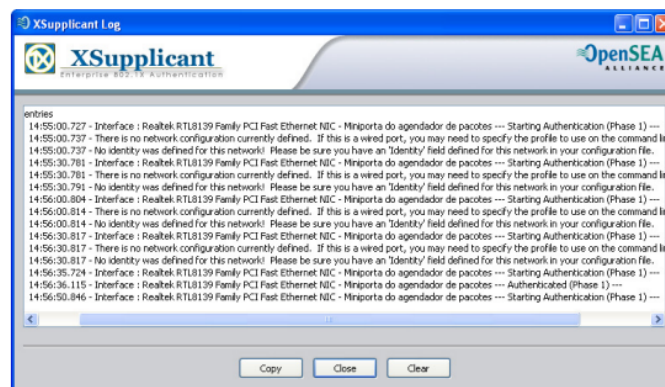 XSupplicant Log
XSupplicant
Enterprise 802.1X Authentication
OpenSEA
ALLIANCE
entries
14:55:00.727 - Interface : Realtek RTL8139 Family PCI Fast Ethernet NIC - Miniporta do agendador de pacotes --- Starting Authentication (Phase 1) ---
14:55:00.737 - There is no network configuration currently defined. If this is a wired port, you may need to specify the profile to use on the command li
14:55:00.737 - No identity was defined for this network! Please be sure you have an 'Identity' field defined for this network in your configuration file.
14:55:30.781 - Interface : Realtek RTL8139 Family PCI Fast Ethernet NIC - Miniporta do agendador de pacotes --- Starting Authentication (Phase 1) ---
14:55:30.781 - There is no network configuration currently defined. If this is a wired port, you may need to specify the profile to use on the command li
14:55:30.791 - No identity was defined for this network! Please be sure you have an 'Identity' field defined for this network in your configuration file.
14:56:00.804 - Interface : Realtek RTL8139 Family PCI Fast Ethernet NIC - Miniporta do agendador de pacotes --- Starting Authentication (Phase 1) ---
14:56:00.814 - There is no network configuration currently defined. If this is a wired port, you may need to specify the profile to use on the command li
14:56:00.814 - No identity was defined for this network! Please be sure you have an 'Identity' field defined for this network in your configuration file.
14:56:30.817 - Interface : Realtek RTL8139 Family PCI Fast Ethernet NIC - Miniporta do agendador de pacotes --- Starting Authentication (Phase 1) ---
14:56:30.817 - There is no network configuration currently defined. If this is a wired port, you may need to specify the profile to use on the command li
14:56:30.817 - No identity was defined for this network! Please be sure you have an 'Identity' field defined for this network in your configuration file.
14:56:35.724 - Interface : Realtek RTL8139 Family PCI Fast Ethernet NIC - Miniporta do agendador de pacotes --- Starting Authentication (Phase 1) ---
14:56:36.115 - Interface : Realtek RTL8139 Family PCI Fast Ethernet NIC - Miniporta do agendador de pacotes --- Authenticated (Phase 1) ---
14:56:50.846 - Interface : Realtek RTL8139 Family PCI Fast Ethernet NIC - Miniporta do agendador de pacotes --- Starting Authentication (Phase 1) ---
Copy Close Clear